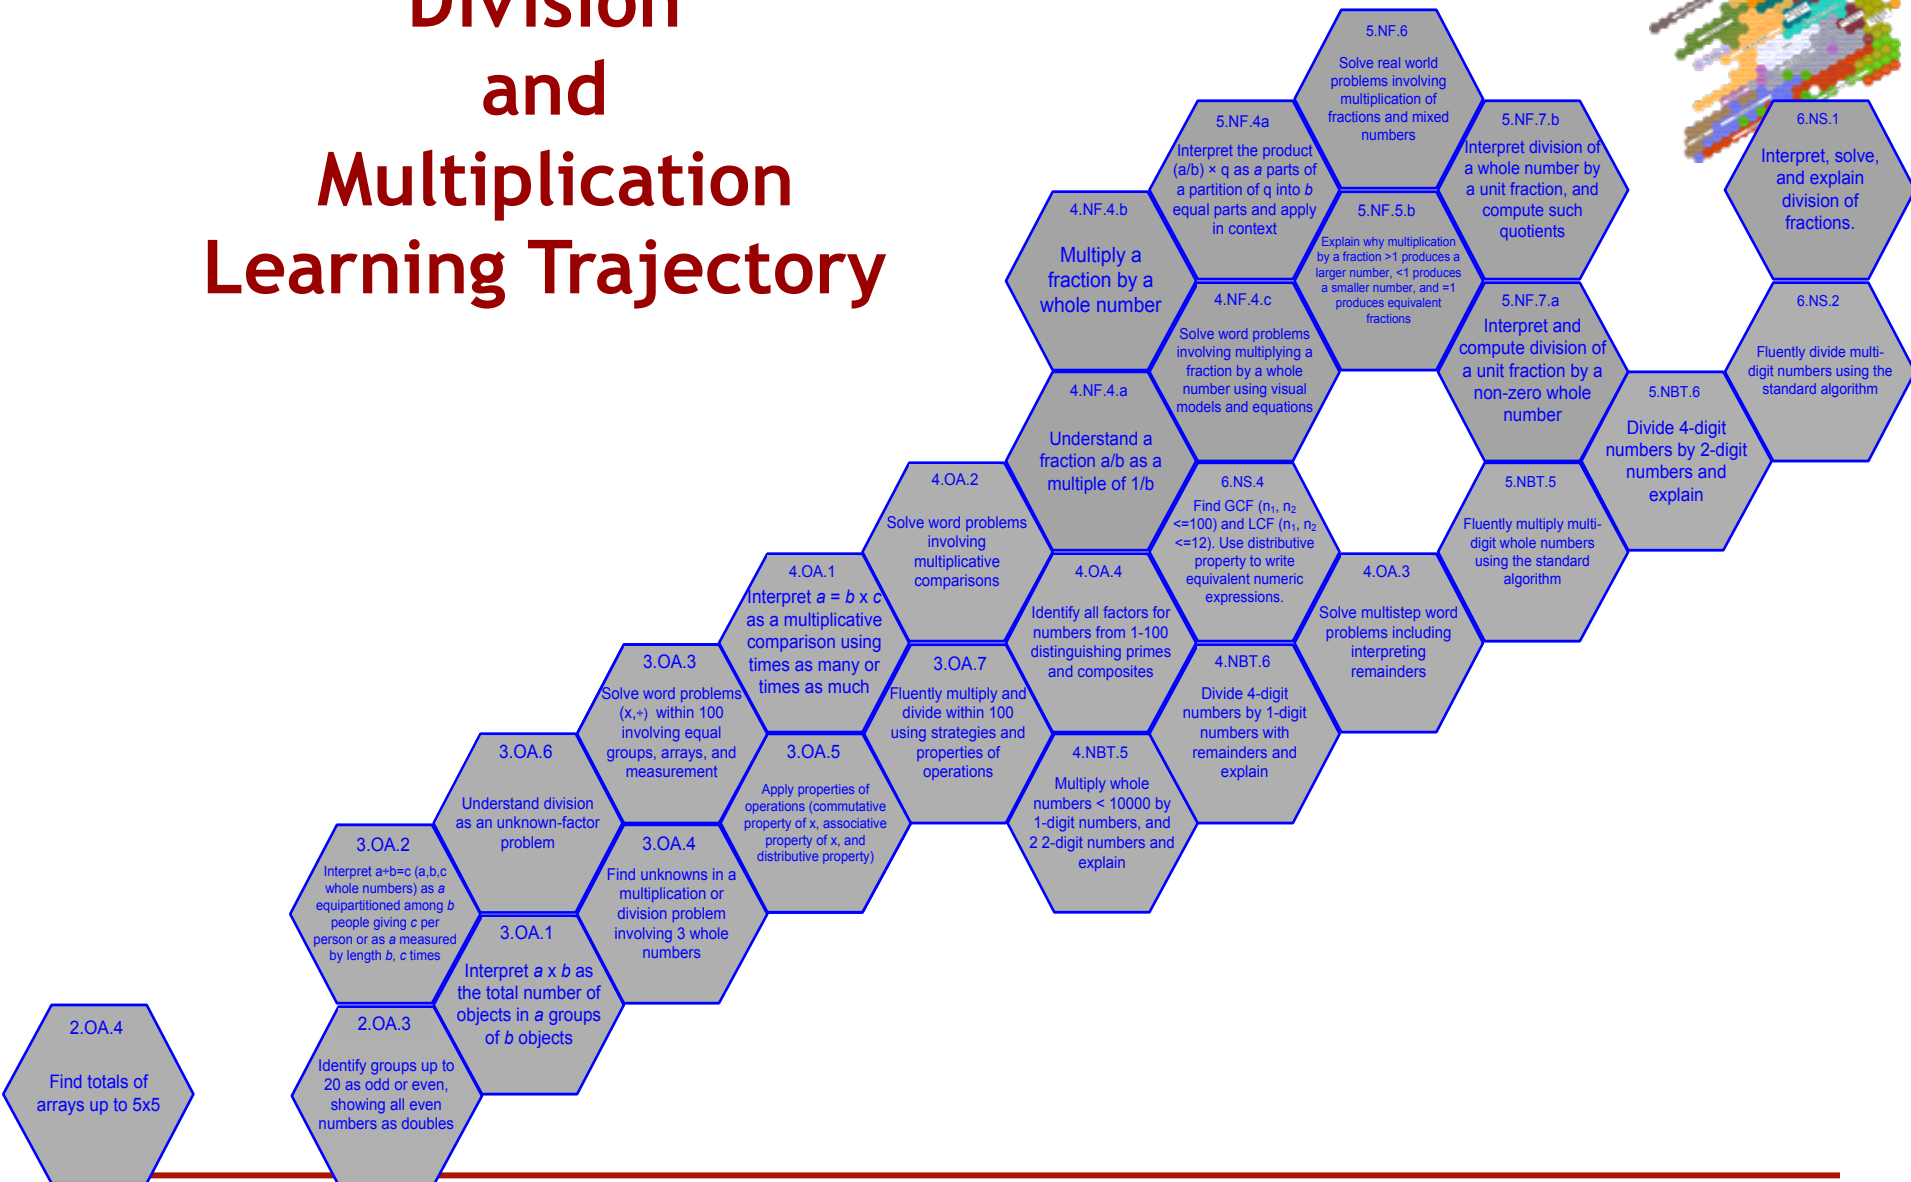 Division
and
Multiplication
Learning Trajectory
5.NF.6
Solve real world
problems involving
multiplication of
fractions and mixed
numbers
5.NF.4a
Interpret the product
(a/b) × q as a parts of
a partition of q into b
equal parts and apply
in context
5.NF.7.b
Interpret division of
a whole number by
a unit fraction, and
compute such
quotients
6.NS.1
Interpret, solve,
and explain
division of
fractions.
4.NF.4.b
Multiply a
fraction by a
whole number
5.NF.5.b
Explain why multiplication
by a fraction >1 produces a
larger number, <1 produces
a smaller number, and =1
produces equivalent
fractions
4.NF.4.c
Solve word problems
involving multiplying a
fraction by a whole
number using visual
models and equations
5.NF.7.a
Interpret and
compute division of
a unit fraction by a
non-zero whole
number
6.NS.2
Fluently divide multi-
digit numbers using the
standard algorithm
4.NF.4.a
Understand a
fraction a/b as a
multiple of 1/b
5.NBT.6
Divide 4-digit
numbers by 2-digit
numbers and
explain
4.OA.2
Solve word problems
involving
multiplicative
comparisons
6.NS.4
Find GCF (n₁, n₂
<=100) and LCF (n₁, n₂
<=12). Use distributive
property to write
equivalent numeric
expressions.
5.NBT.5
Fluently multiply multi-
digit whole numbers
using the standard
algorithm
4.OA.1
Interpret a = b x c
as a multiplicative
comparison using
times as many or
times as much
4.OA.4
Identify all factors for
numbers from 1-100
distinguishing primes
and composites
4.OA.3
Solve multistep word
problems including
interpreting
remainders
3.OA.3
Solve word problems
(x,÷) within 100
involving equal
groups, arrays, and
measurement
3.OA.7
Fluently multiply and
divide within 100
using strategies and
properties of
operations
4.NBT.6
Divide 4-digit
numbers by 1-digit
numbers with
remainders and
explain
3.OA.6
Understand division
as an unknown-factor
problem
3.OA.5
Apply properties of
operations (commutative
property of x, associative
property of x, and
distributive property)
4.NBT.5
Multiply whole
numbers < 10000 by
1-digit numbers, and
2 2-digit numbers and
explain
3.OA.2
Interpret a÷b=c (a,b,c
whole numbers) as a
equipartitioned among b
people giving c per
person or as a measured
by length b, c times
3.OA.4
Find unknowns in a
multiplication or
division problem
involving 3 whole
numbers
3.OA.1
Interpret a x b as
the total number of
objects in a groups
of b objects
2.OA.4
Find totals of
arrays up to 5x5
2.OA.3
Identify groups up to
20 as odd or even,
showing all even
numbers as doubles